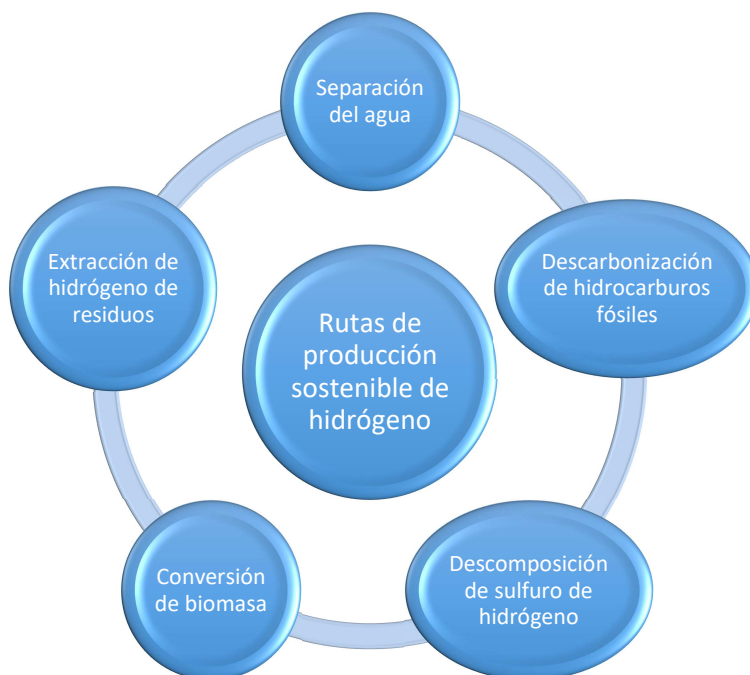 Separación
del agua
Descarbonización
de hidrocarburos
fósiles
Descomposición
de sulfuro de
hidrógeno
Conversión
de biomasa
Extracción de
hidrógeno de
residuos
Rutas de
producción
sostenible de
hidrógeno